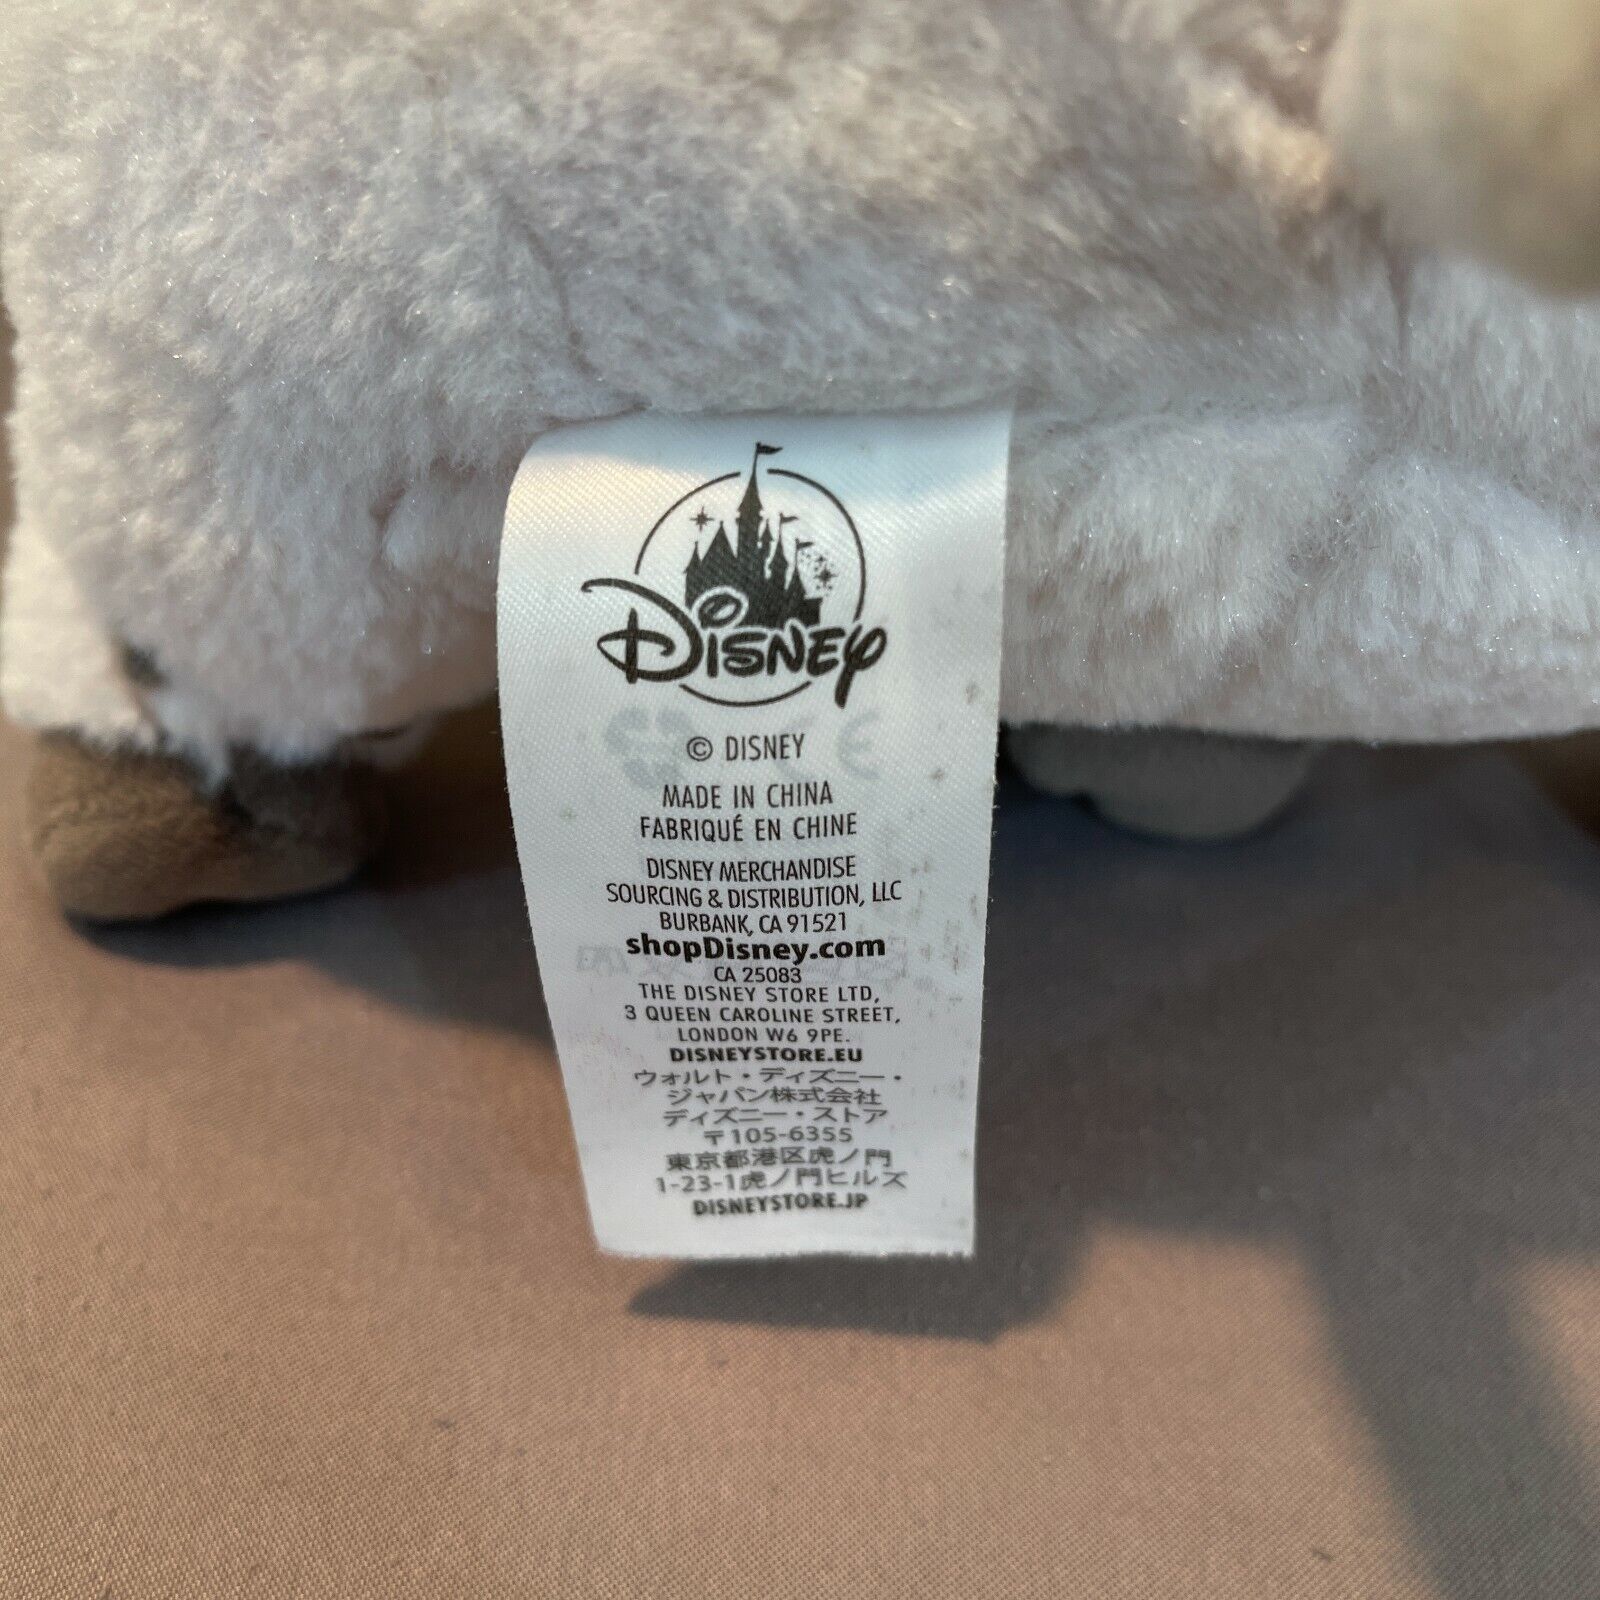 Disney
© DISNEY
MADE IN CHINA
FABRIQUÉ EN CHINE
DISNEY MERCHANDISE
SOURCING & DISTRIBUTION, LLC
BURBANK, CA 91521
shopDisney.com
CA 25083
THE DISNEY STORE LTD,
3 QUEEN CAROLINE STREET,
LONDON W6 9PE.
DISNEYSTORE.EU
ウォルト・ディズニー・
ジャパン株式会社
ディズニー・ストア
〒105-6355
東京都港区虎ノ門
1-23-1虎ノ門ヒルズ
DISNEYSTORE.JP